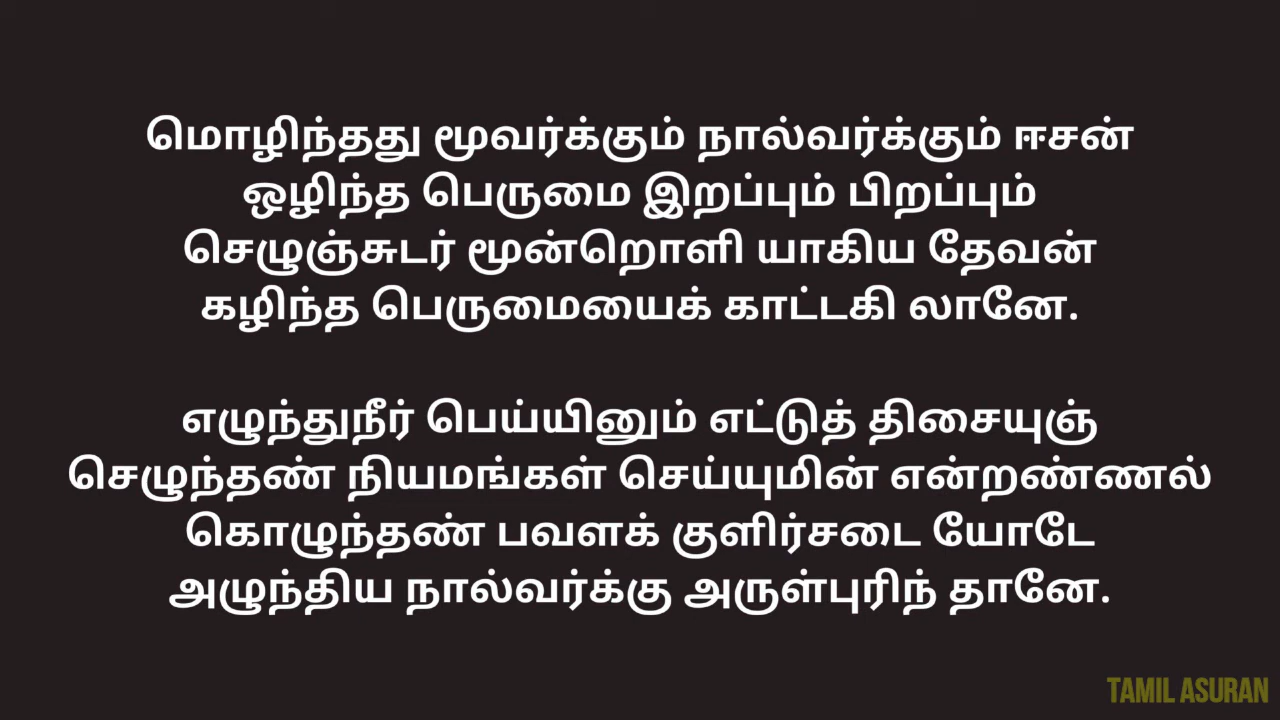 மொழிந்தது மூவர்க்கும் நால்வர்க்கும் ஈசன்
ஒழிந்த பெருமை இறப்பும் பிறப்பும்
செழுஞ்சுடர் மூன்றொளி யாகிய தேவன்
கழிந்த பெருமையைக் காட்டகி லானே.
எழுந்துநீர் பெய்யினும் எட்டுத் திசையுஞ்
செழுந்தண் நியமங்கள் செய்யுமின் என்றண்ணல்
கொழுந்தண் பவளக் குளிர்சடை யோடே
அழுந்திய நால்வர்க்கு அருள்புரிந் தானே.
TAMIL ASURAN